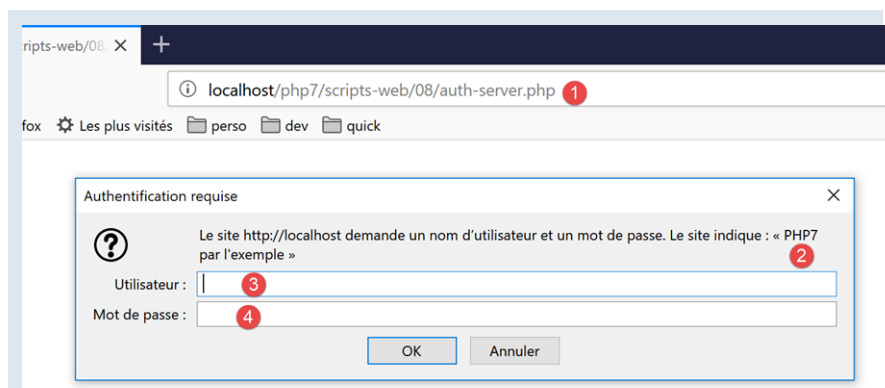 ripts-web/08
localhost/php7/scripts-web/08/auth-server.php 1
fox Les plus visités perso dev quick
Authentification requise
Le site http://localhost demande un nom d'utilisateur et un mot de passe. Le site indique : « PHP7
par l'exemple »
2
Utilisateur : 3
Mot de passe : 4
OK Annuler